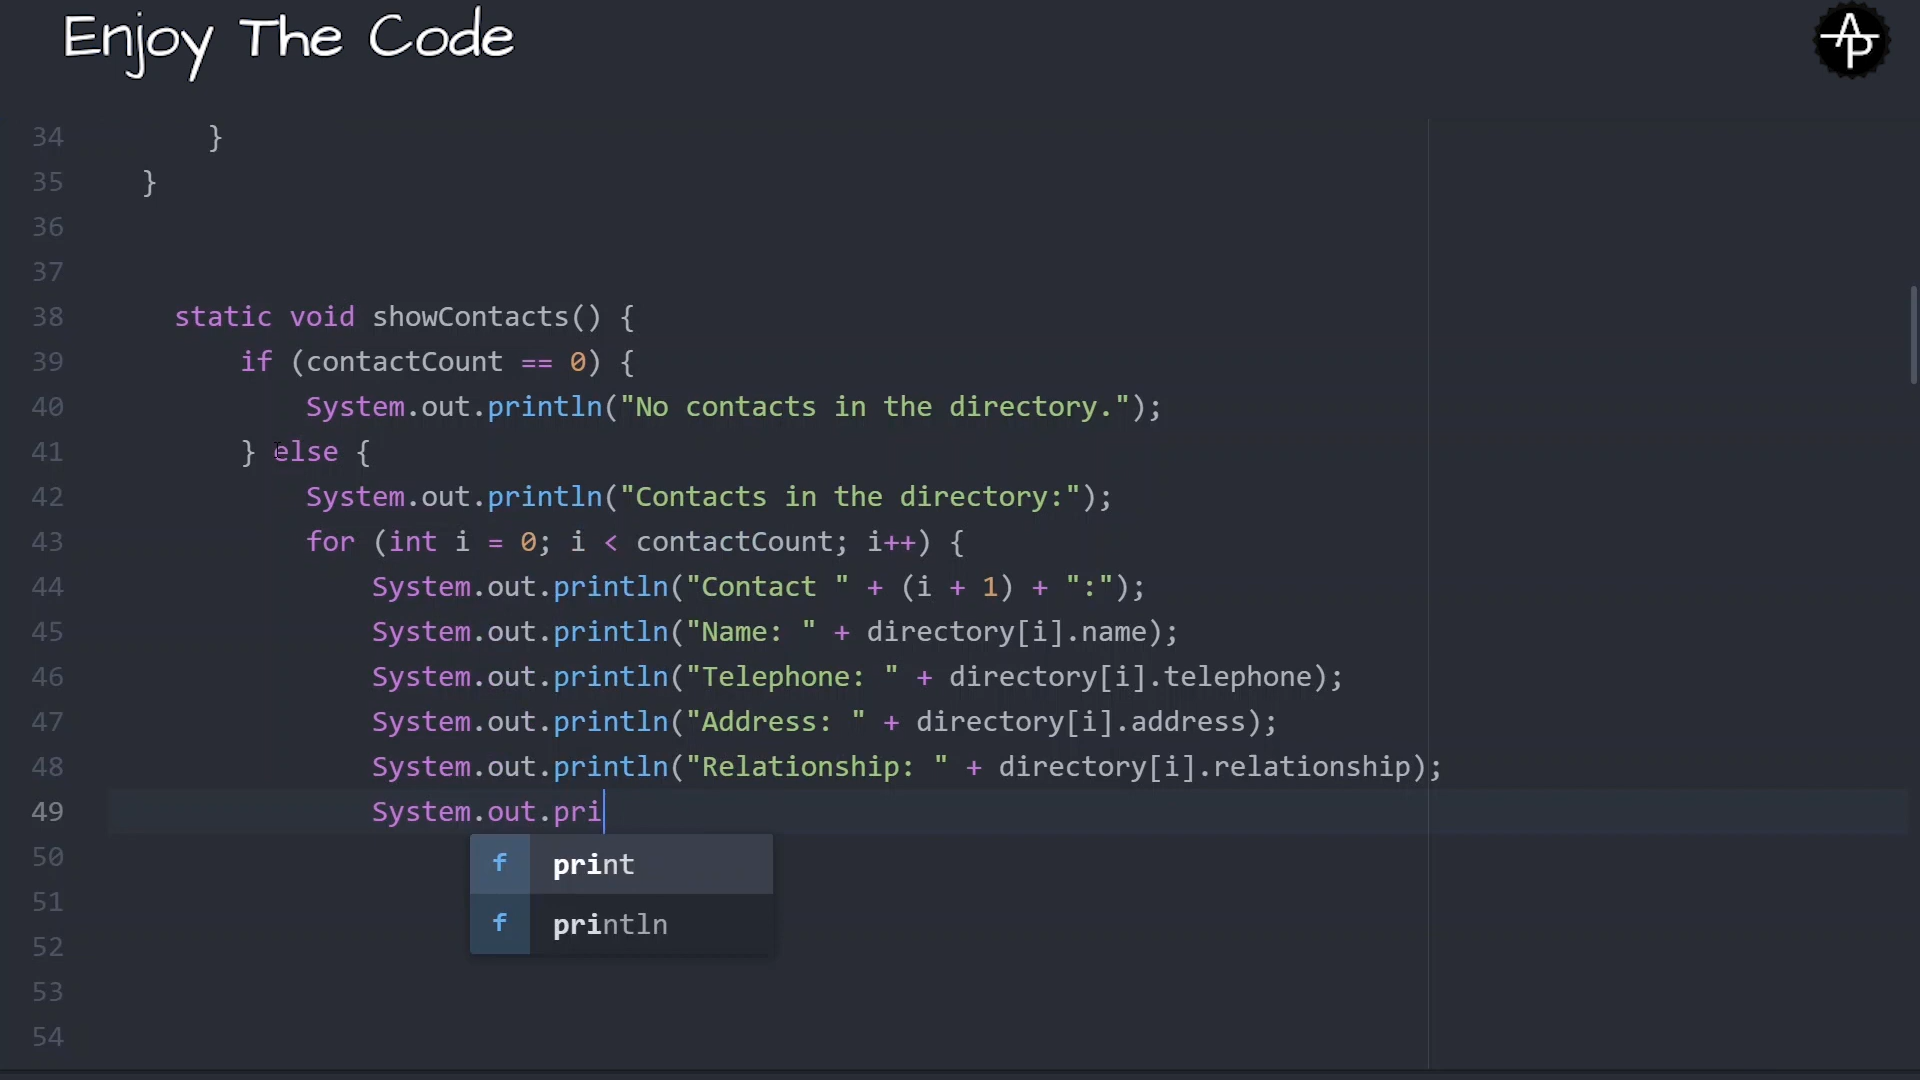 Enjoy The Code
AP
34 }
35 }
36
37
38 static void showContacts() {
39 if (contactCount == 0) {
40 System.out.println("No contacts in the directory.");
41 } else {
42 System.out.println("Contacts in the directory:");
43 for (int i = 0; i < contactCount; i++) {
44 System.out.println("Contact " + (i + 1) + ":");
45 System.out.println("Name: " + directory[i].name);
46 System.out.println("Telephone: " + directory[i].telephone);
47 System.out.println("Address: " + directory[i].address);
48 System.out.println("Relationship: " + directory[i].relationship);
49 System.out.pri
50 f print
51 f println
52
53
54